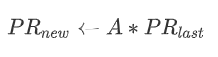 PR_new ← A * PR_last